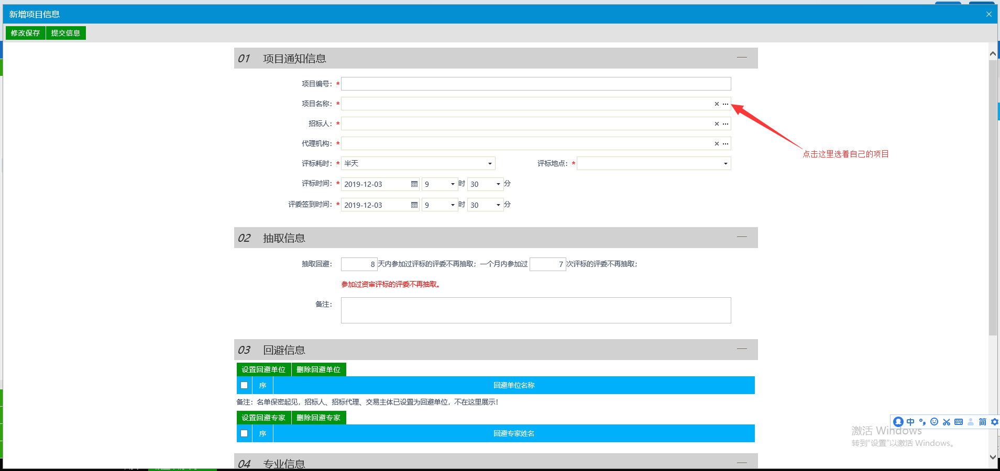 新增项目信息
修改保存 提交信息
01 项目通知信息
项目编号：*
项目名称：*
招标人：*
代理机构：*
评标耗时：* 半天 评标地点：*
评标时间：* 2019-12-03 9 时 30 分
评委签到时间：* 2019-12-03 9 时 30 分
点击这里选着自己的项目
02 抽取信息
抽取回避： 8 天内参加过评标的评委不再抽取；一个月内参加过 7 次评标的评委不再抽取；
参加过资审评标的评委不再抽取。
备注：
03 回避信息
设置回避单位 删除回避单位
序 回避单位名称
备注：名单保密起见，招标人、招标代理、交易主体已设置为回避单位，不在这里展示！
设置回避专家 删除回避专家
序 回避专家姓名
中 简
激活 Windows
转到“设置”以激活 Windows。
04 专业信息